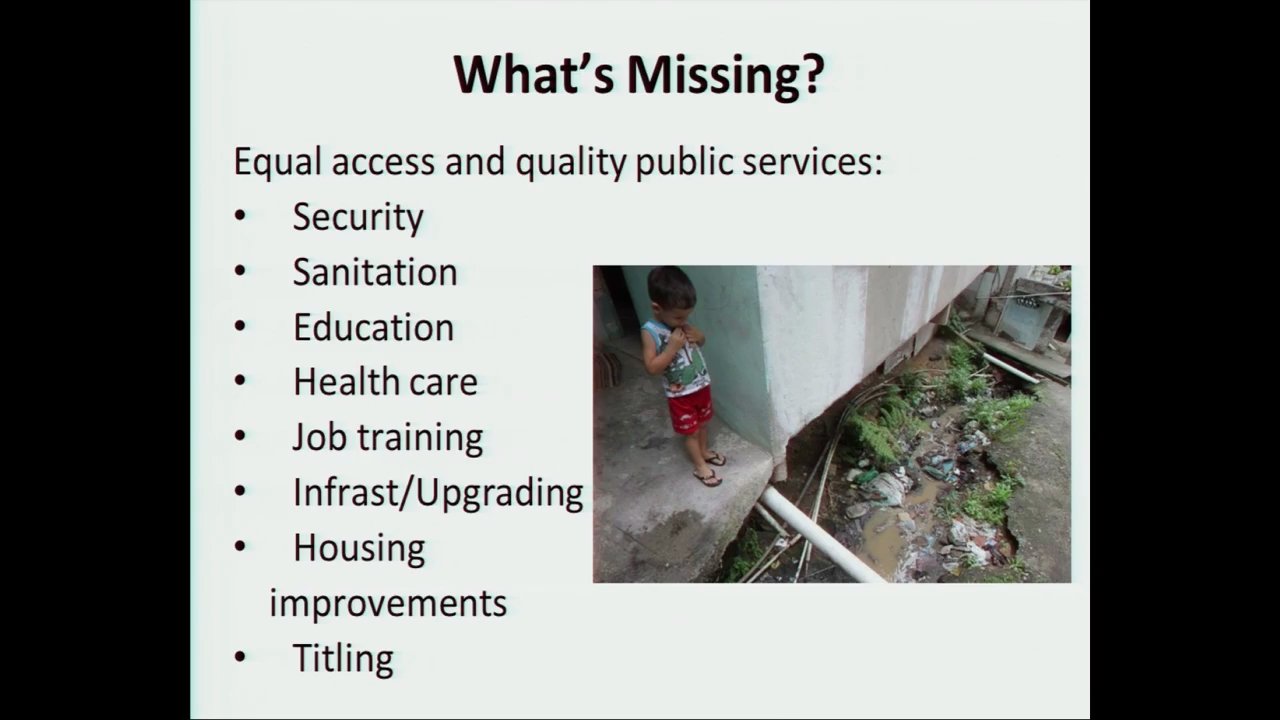 What's Missing?
Equal access and quality public services:
• Security
• Sanitation
• Education
• Health care
• Job training
• Infrast/Upgrading
• Housing
improvements
• Titling